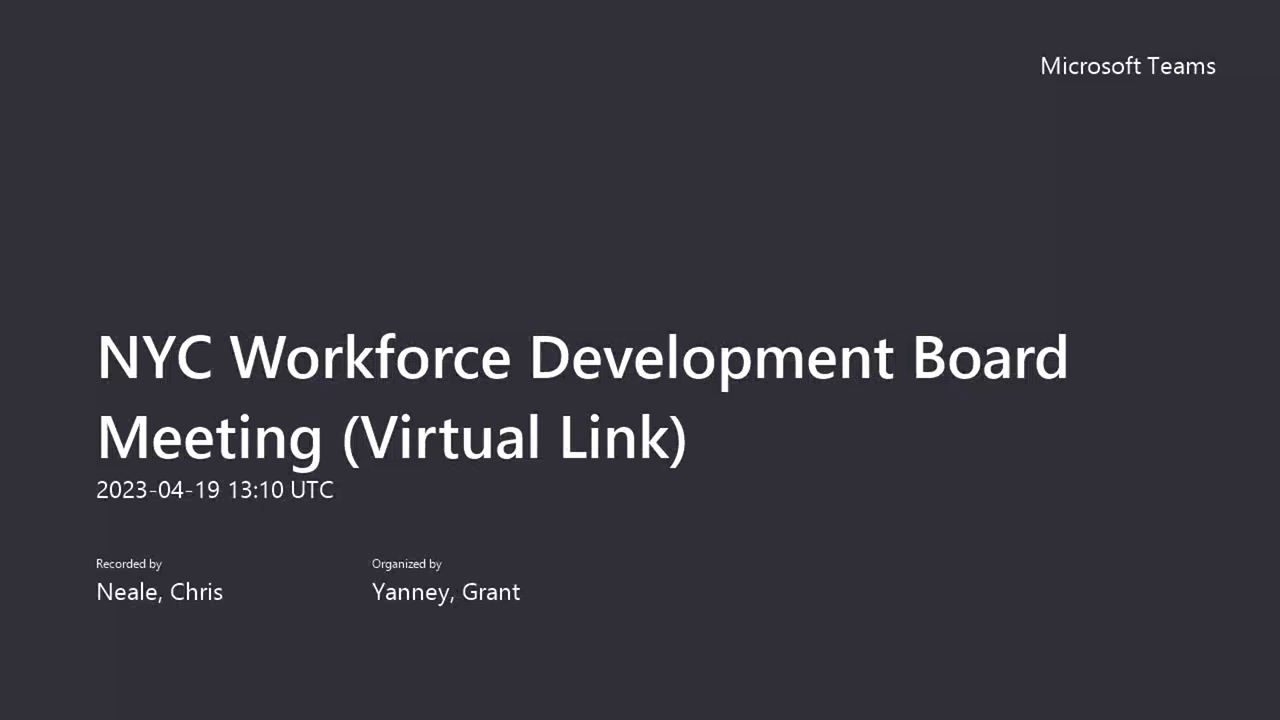 Microsoft Teams
NYC Workforce Development Board
Meeting (Virtual Link)
2023-04-19 13:10 UTC
Recorded by
Organized by
Neale, Chris
Yanney, Grant